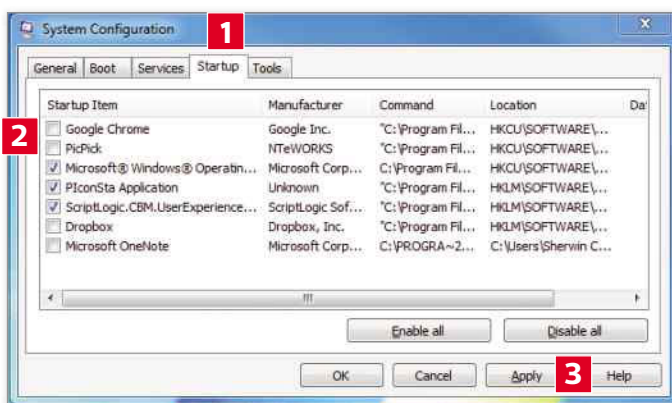 System Configuration
1
General Boot Services Startup Tools
Startup Item Manufacturer Command Location Da
2
Google Chrome Google Inc. "C:\Program Fil... HKCU\SOFTWARE\...
PicPick NTeWORKS "C:\Program Fil... HKCU\SOFTWARE\...
Microsoft® Windows® Operatin... Microsoft Corp... C:\Program Fil... HKLM\SOFTWARE\...
PIconSta Application Unknown "C:\Program Fil... HKLM\SOFTWARE\...
ScriptLogic.CBM.UserExperience... ScriptLogic Sof... "C:\Program Fil... HKLM\SOFTWARE\...
Dropbox Dropbox, Inc. "C:\Program Fil... HKLM\SOFTWARE\...
Microsoft OneNote Microsoft Corp... C:\PROGRA~2... C:\Users\Sherwin C...
Enable all Disable all
OK Cancel Apply 3 Help